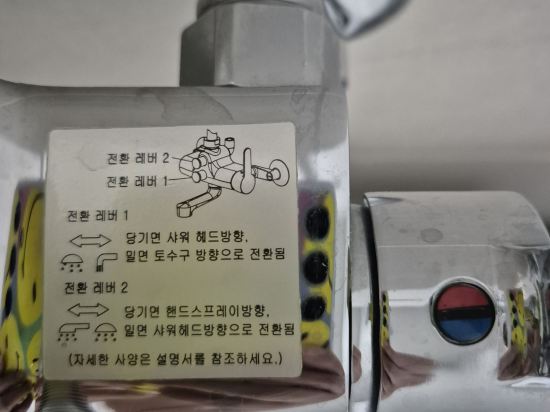 전환 레버 2
전환 레버 1
전환 레버 1
당기면 샤워 헤드방향,
밀면 토수구 방향으로 전환됨
전환 레버 2
당기면 핸드스프레이방향,
밀면 샤워헤드방향으로 전환됨
(자세한 사양은 설명서를 참조하세요.)